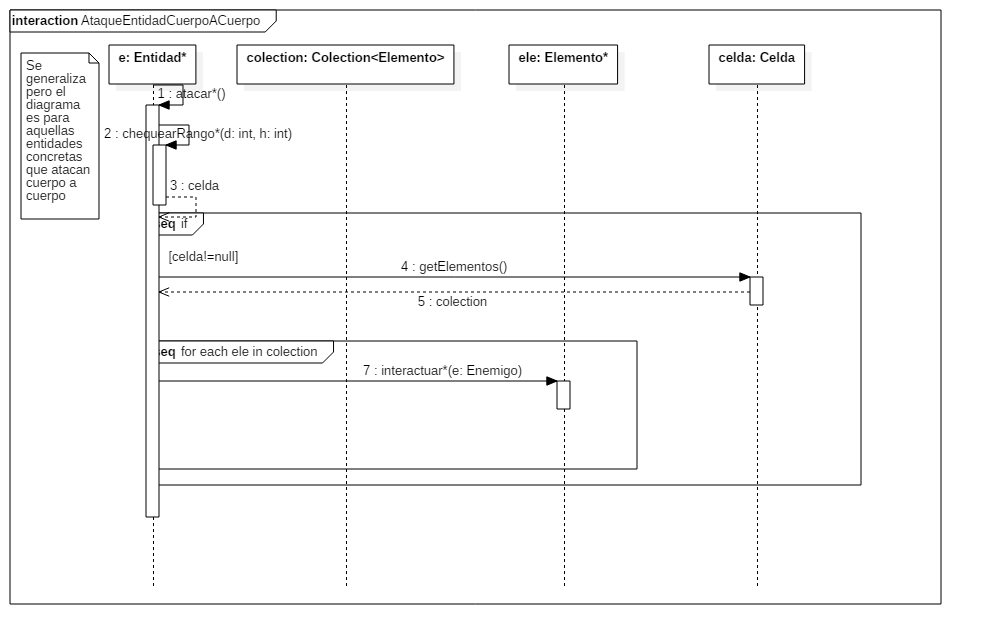 interaction AtaqueEntidadCuerpoACuerpo
Se
generaliza
pero el
diagrama
es para
aquellas
entidades
concretas
que atacan
cuerpo a
cuerpo
e: Entidad*
colection: Colection<Elemento>
ele: Elemento*
celda: Celda
1 : atacar*()
2 : chequearRango*(d: int, h: int)
3 : celda
seq if
[celda!=null]
4 : getElementos()
5 : colection
seq for each ele in colection
7 : interactuar*(e: Enemigo)